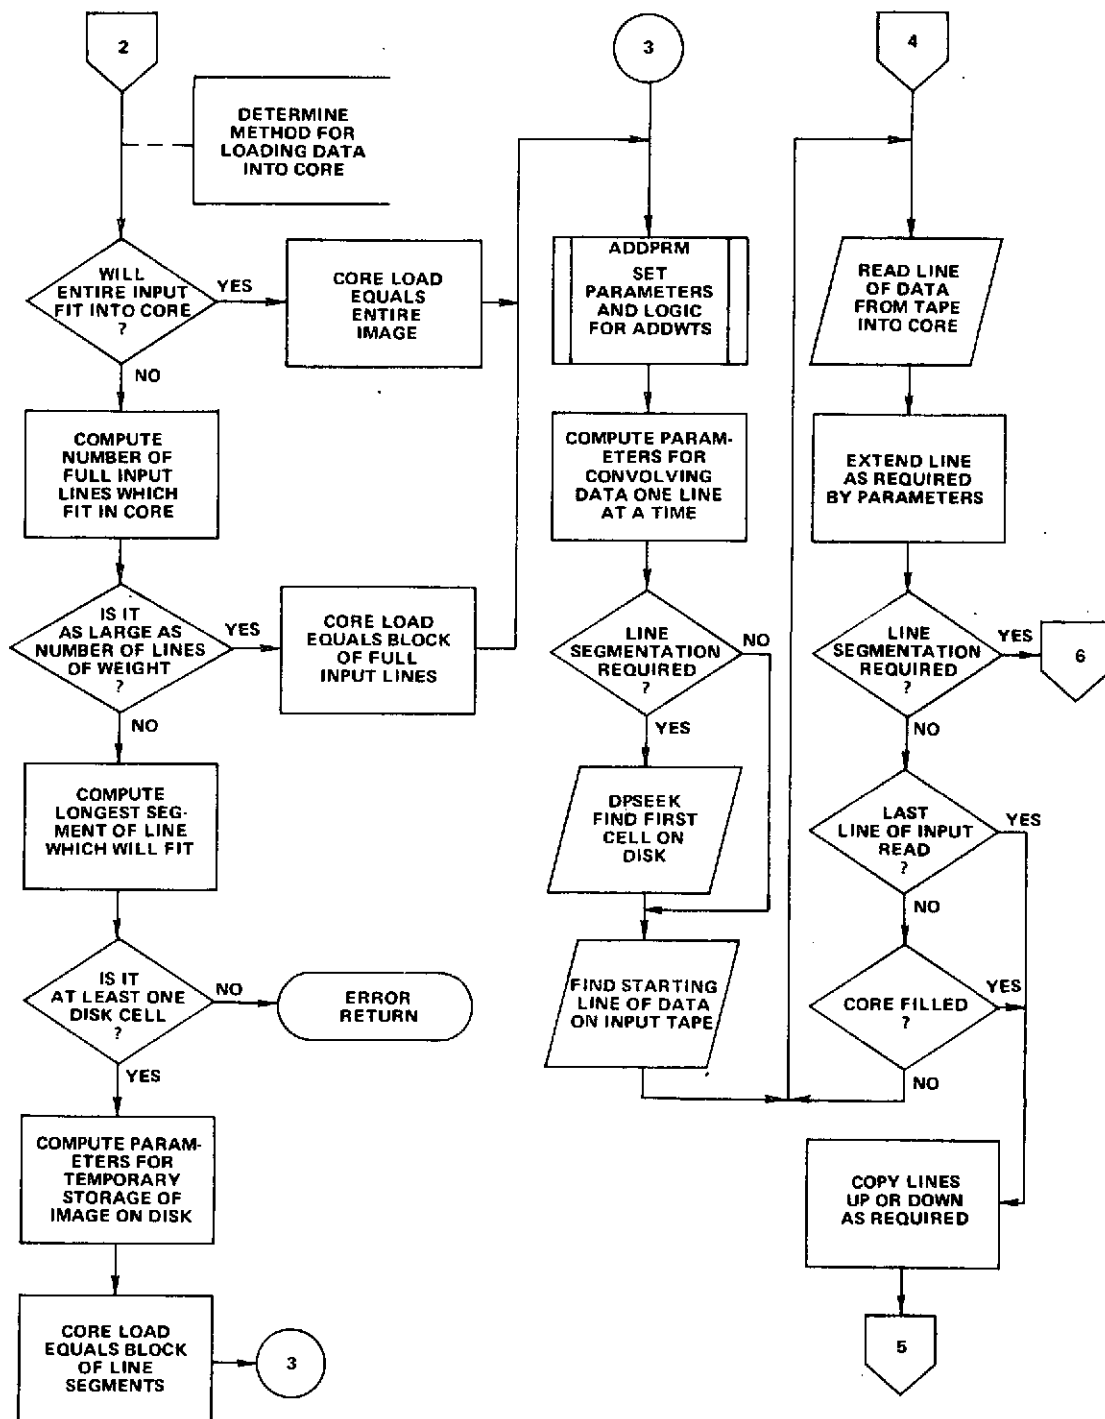 2
DETERMINE
METHOD FOR
LOADING DATA
INTO CORE
WILL
ENTIRE INPUT
FIT INTO CORE
?
YES
NO
CORE LOAD
EQUALS
ENTIRE
IMAGE
COMPUTE
NUMBER OF
FULL INPUT
LINES WHICH
FIT IN CORE
IS IT
AS LARGE AS
NUMBER OF LINES
OF WEIGHT
?
YES
NO
CORE LOAD
EQUALS BLOCK
OF FULL
INPUT LINES
COMPUTE
LONGEST SEG-
MENT OF LINE
WHICH WILL FIT
IS IT
AT LEAST ONE
DISK CELL
?
NO
YES
ERROR
RETURN
COMPUTE PARAM-
ETERS FOR
TEMPORARY
STORAGE OF
IMAGE ON DISK
CORE LOAD
EQUALS BLOCK
OF LINE
SEGMENTS
3
3
ADDPRM
SET
PARAMETERS
AND LOGIC
FOR ADDWTS
COMPUTE PARAM-
ETERS FOR
CONVOLVING
DATA ONE LINE
AT A TIME
LINE
SEGMENTATION
REQUIRED
?
NO
YES
DPSEEK
FIND FIRST
CELL ON
DISK
FIND STARTING
LINE OF DATA
ON INPUT TAPE
4
READ LINE
OF DATA
FROM TAPE
INTO CORE
EXTEND LINE
AS REQUIRED
BY PARAMETERS
LINE
SEGMENTATION
REQUIRED
?
YES
6
NO
LAST
LINE OF INPUT
READ
?
YES
NO
CORE FILLED
?
YES
NO
COPY LINES
UP OR DOWN
AS REQUIRED
5